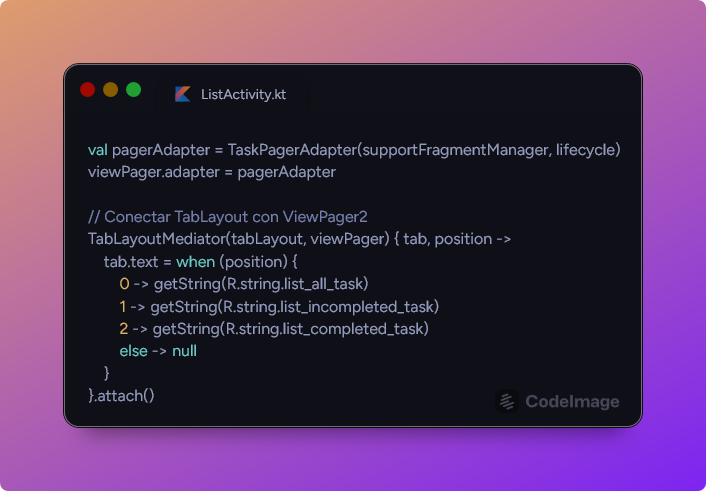 ListActivity.kt
val pagerAdapter = TaskPagerAdapter(supportFragmentManager, lifecycle)
viewPager.adapter = pagerAdapter
// Conectar TabLayout con ViewPager2
TabLayoutMediator(tabLayout, viewPager) { tab, position ->
tab.text = when (position) {
0 -> getString(R.string.list_all_task)
1 -> getString(R.string.list_incompleted_task)
2 -> getString(R.string.list_completed_task)
else -> null
}
}.attach()
CodeImage